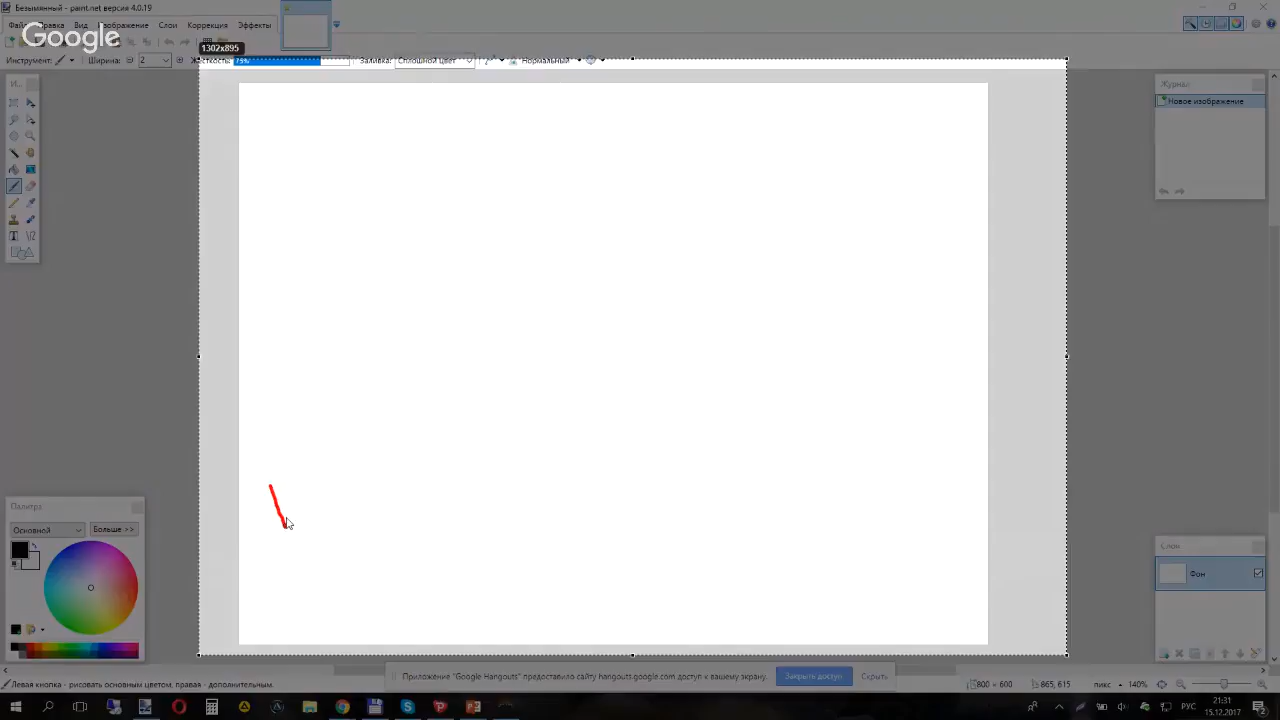 Безымянный - paint.net версия 4.0.19
Файл Правка Вид Изображение Слои Коррекция Эффекты
Google
1302x895
Инструмент: Ширина: 2 Жесткость: 75% Заливка: Сплошной цвет Нормальный
И...
Журнал
Новое изображение
Палитра
Основной Больше >>
Слои
Фон
Приложение "Google Hangouts" предоставило сайту hangouts.google.com доступ к вашему экрану. Закрыть доступ Скрыть
Левая кнопка - рисовать основным цветом, правая - дополнительным. 800 × 600 865, 615 пикс 140%
РУС 21:31
15.12.2017 2